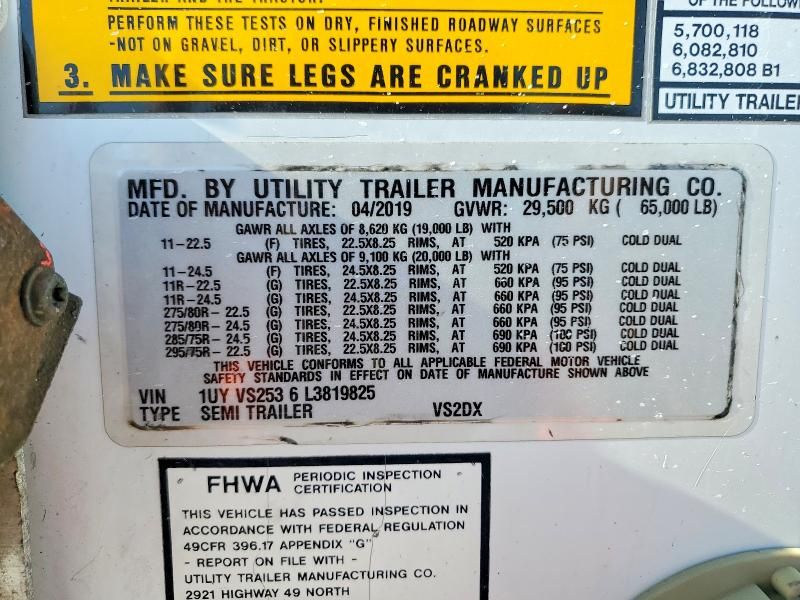 PERFORM THESE TESTS ON DRY, FINISHED ROADWAY SURFACES
-NOT ON GRAVEL, DIRT, OR SLIPPERY SURFACES.
3. MAKE SURE LEGS ARE CRANKED UP
OF THE FOLLOWI
5,700,118
6,082,810
6,832,808 B1
UTILITY TRAILER
MFD. BY UTILITY TRAILER MANUFACTURING CO.
DATE OF MANUFACTURE: 04/2019 GVWR: 29,500 KG ( 65,000 LB)
GAWR ALL AXLES OF 8,620 KG (19,000 LB) WITH
11-22.5 (F) TIRES, 22.5X8.25 RIMS, AT 520 KPA (75 PSI) COLD DUAL
GAWR ALL AXLES OF 9,100 KG (20,000 LB) WITH
11-24.5 (F) TIRES, 24.5X8.25 RIMS, AT 520 KPA (75 PSI) COLD DUAL
11R-22.5 (G) TIRES, 22.5X8.25 RIMS, AT 660 KPA (95 PSI) COLD DUAL
11R-24.5 (G) TIRES, 24.5X8.25 RIMS, AT 660 KPA (95 PSI) COLD DUAL
275/80R-22.5 (G) TIRES, 22.5X8.25 RIMS, AT 660 KPA (95 PSI) COLD DUAL
275/80R-24.5 (G) TIRES, 24.5X8.25 RIMS, AT 660 KPA (95 PSI) COLD DUAL
285/75R-24.5 (G) TIRES, 24.5X8.25 RIMS, AT 690 KPA (100 PSI) COLD DUAL
295/75R-22.5 (G) TIRES, 22.5X8.25 RIMS, AT 690 KPA (100 PSI) COLD DUAL
THIS VEHICLE CONFORMS TO ALL APPLICABLE FEDERAL MOTOR VEHICLE
SAFETY STANDARDS IN EFFECT ON DATE OF MANUFACTURE SHOWN ABOVE
VIN 1UY VS253 6 L3819825
TYPE SEMI TRAILER VS2DX
FHWA PERIODIC INSPECTION
CERTIFICATION
THIS VEHICLE HAS PASSED INSPECTION IN
ACCORDANCE WITH FEDERAL REGULATION
49CFR 396.17 APPENDIX "G"
- REPORT ON FILE WITH -
UTILITY TRAILER MANUFACTURING CO.
2921 HIGHWAY 49 NORTH